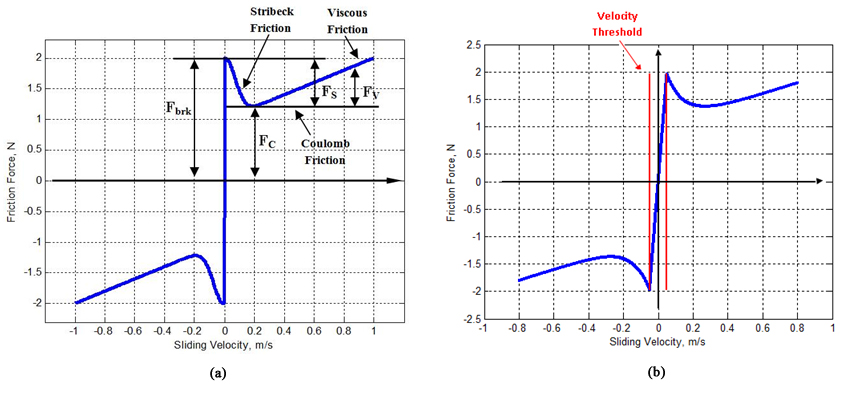 Stribeck
Friction
Viscous
Friction
F_brk
F_S
F_V
F_C
Coulomb
Friction
2
1.5
1
0.5
0
-0.5
-1
-1.5
-2
Friction Force, N
-1 -0.8 -0.6 -0.4 -0.2 0 0.2 0.4 0.6 0.8 1
Sliding Velocity, m/s
(a)
Velocity
Threshold
2.5
2
1.5
1
0.5
0
-0.5
-1
-1.5
-2
-2.5
Friction Force, N
-1 -0.8 -0.6 -0.4 -0.2 0 0.2 0.4 0.6 0.8 1
Sliding Velocity, m/s
(b)